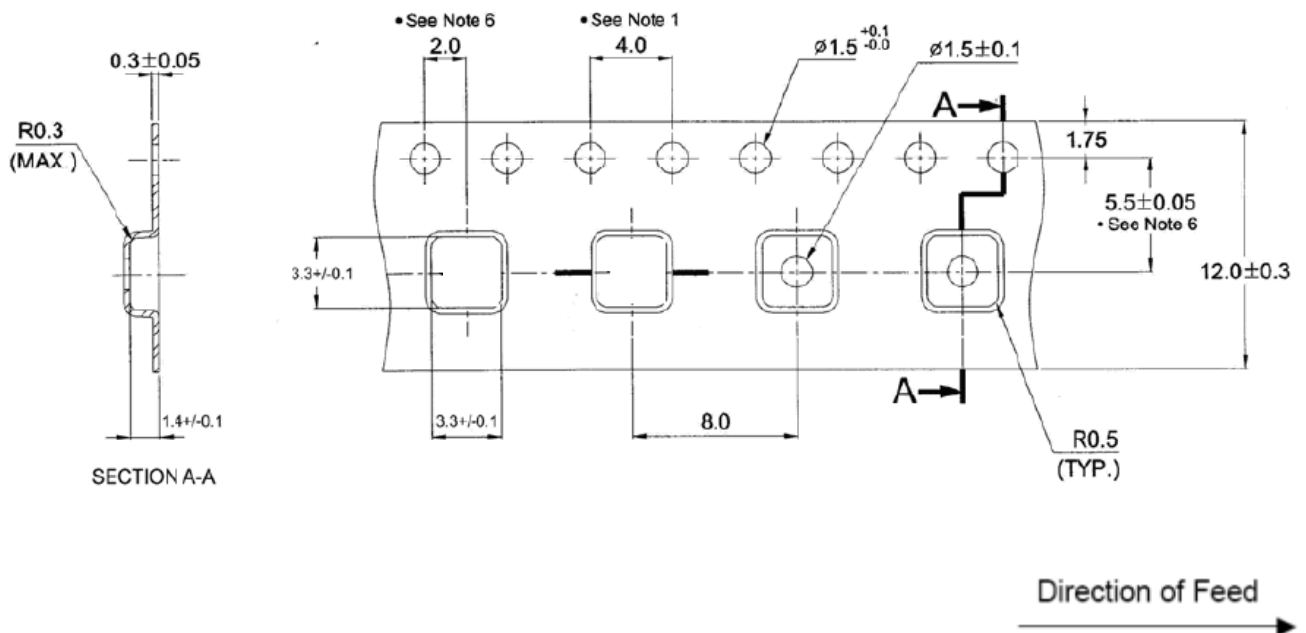 • See Note 6
• See Note 1
2.0
4.0
Ø1.5 +0.1 -0.0
Ø1.5±0.1
0.3±0.05
R0.3
(MAX.)
A
1.75
5.5±0.05
• See Note 6
12.0±0.3
3.3+/-0.1
A
1.4+/-0.1
3.3+/-0.1
8.0
R0.5
(TYP.)
SECTION A-A
Direction of Feed